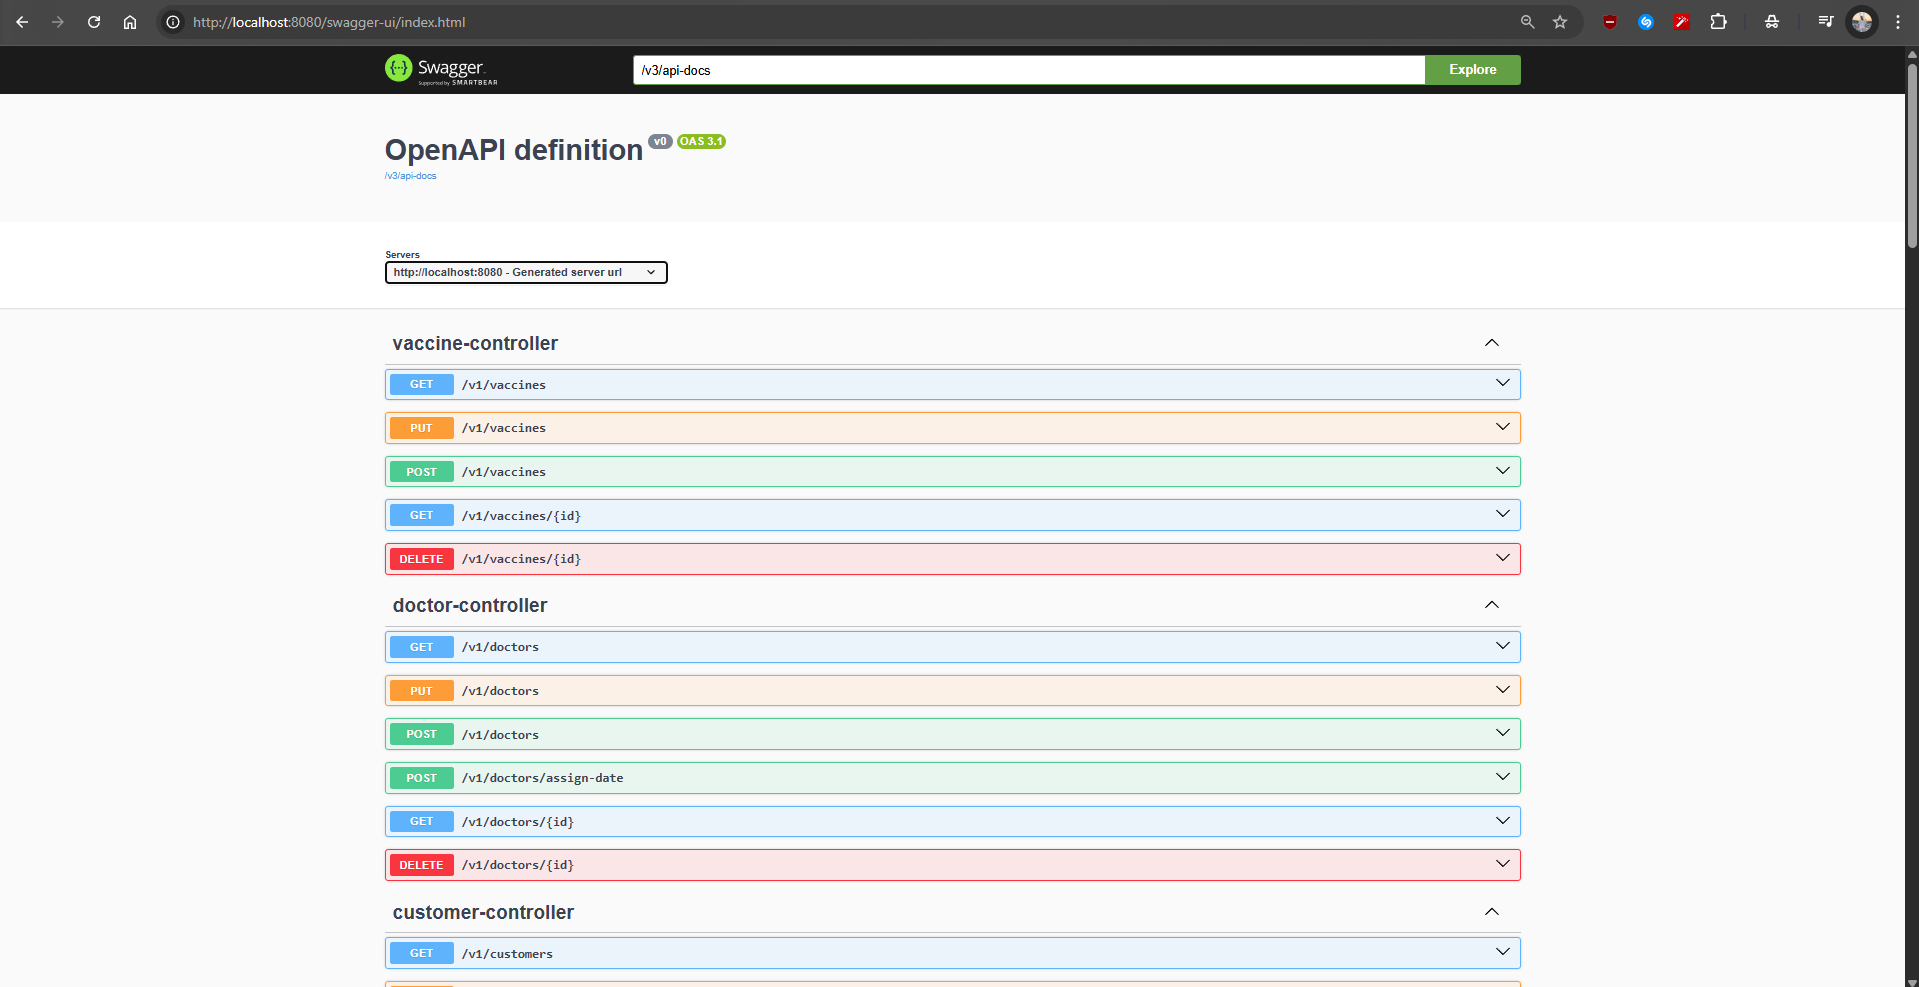 http://localhost:8080/swagger-ui/index.html
Swagger
Supported by SMARTBEAR
/v3/api-docs
Explore
OpenAPI definition v0 OAS 3.1
/v3/api-docs
Servers
http://localhost:8080 - Generated server url
vaccine-controller
GET /v1/vaccines
PUT /v1/vaccines
POST /v1/vaccines
GET /v1/vaccines/{id}
DELETE /v1/vaccines/{id}
doctor-controller
GET /v1/doctors
PUT /v1/doctors
POST /v1/doctors
POST /v1/doctors/assign-date
GET /v1/doctors/{id}
DELETE /v1/doctors/{id}
customer-controller
GET /v1/customers